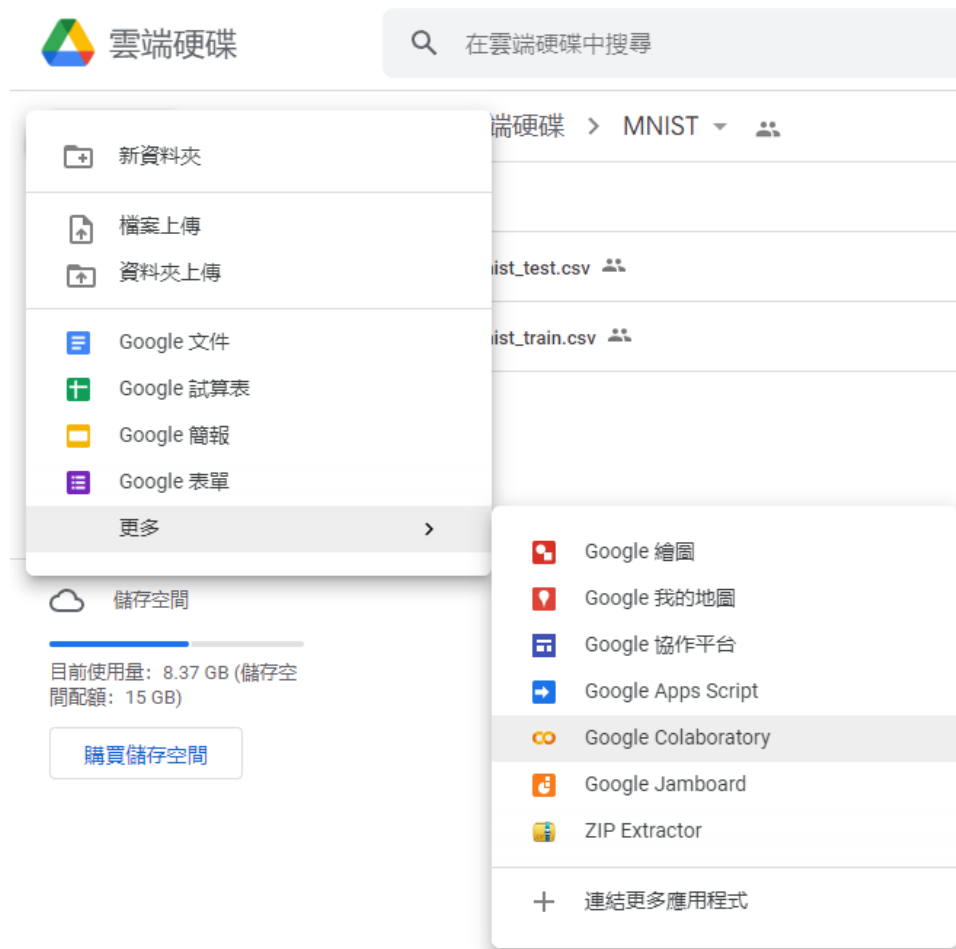 雲端硬碟
在雲端硬碟中搜尋
端硬碟 > MNIST
新資料夾
檔案上傳
資料夾上傳
ist_test.csv
ist_train.csv
Google 文件
Google 試算表
Google 簡報
Google 表單
更多
Google 繪圖
Google 我的地圖
Google 協作平台
Google Apps Script
Google Colaboratory
Google Jamboard
ZIP Extractor
連結更多應用程式
儲存空間
目前使用量：8.37 GB (儲存空
間配額：15 GB)
購買儲存空間